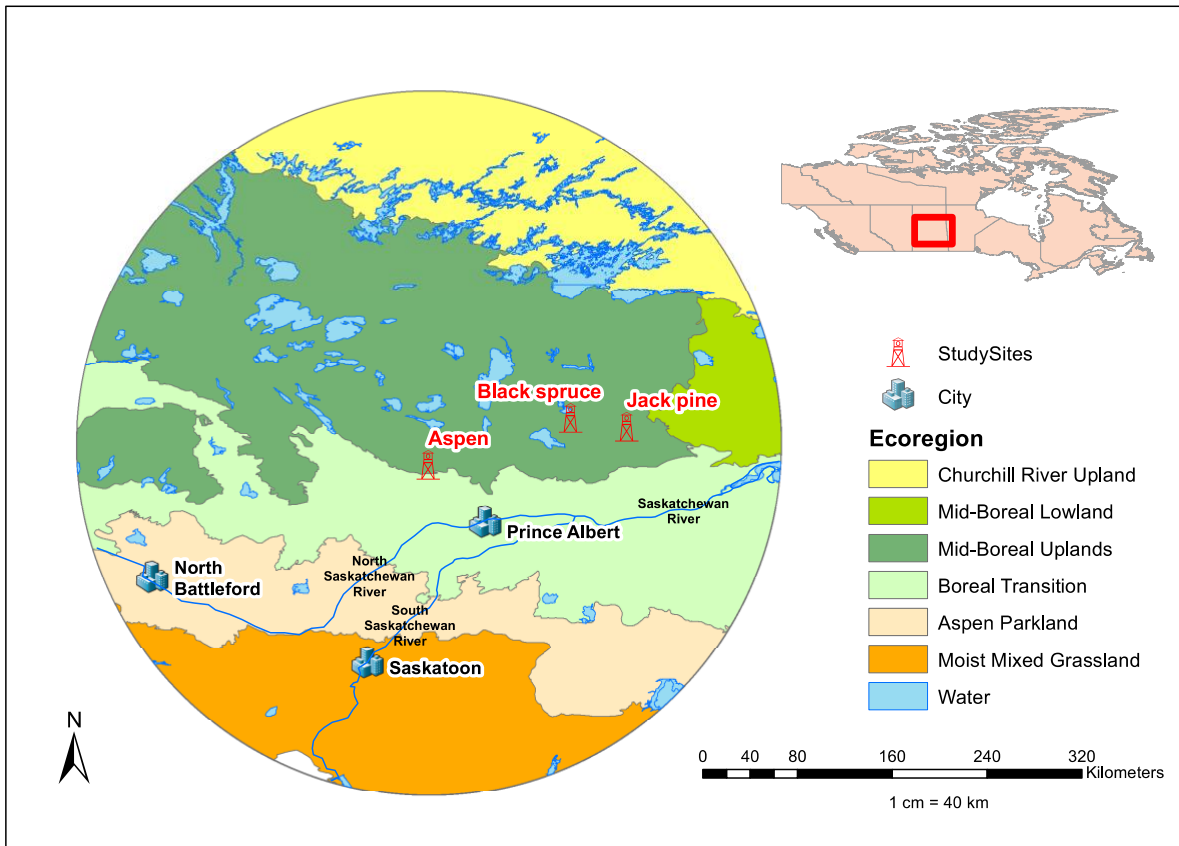 Black spruce
Jack pine
Aspen
Saskatchewan
River
Prince Albert
North
Battleford
North
Saskatchewan
River
South
Saskatchewan
River
Saskatoon
N
StudySites
City
Ecoregion
Churchill River Upland
Mid-Boreal Lowland
Mid-Boreal Uplands
Boreal Transition
Aspen Parkland
Moist Mixed Grassland
Water
0 40 80 160 240 320
Kilometers
1 cm = 40 km